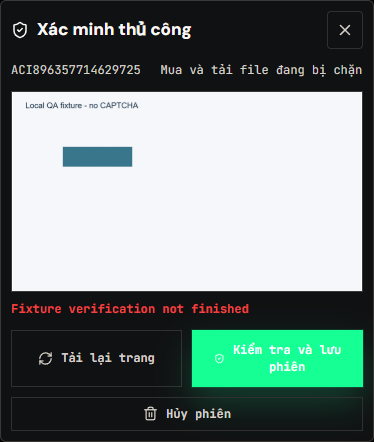 Xác minh thủ công
ACI896357714629725 Mua và tải file đang bị chặn
Local QA fixture - no CAPTCHA
Fixture verification not finished
Tải lại trang
Kiểm tra và lưu
phiên
Hủy phiên